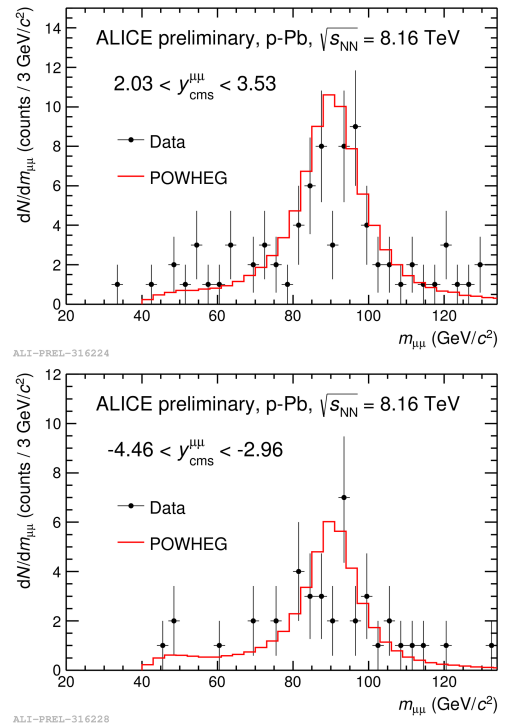 dN/dm_μμ (counts / 3 GeV/c²)
14
12
10
8
6
4
2
0
ALICE preliminary, p-Pb, √s_NN = 8.16 TeV
2.03 < y^μμ_cms < 3.53
Data
POWHEG
20 40 60 80 100 120
m_μμ (GeV/c²)
ALI-PREL-316224
dN/dm_μμ (counts / 3 GeV/c²)
12
10
8
6
4
2
0
ALICE preliminary, p-Pb, √s_NN = 8.16 TeV
-4.46 < y^μμ_cms < -2.96
Data
POWHEG
20 40 60 80 100 120
m_μμ (GeV/c²)
ALI-PREL-316228